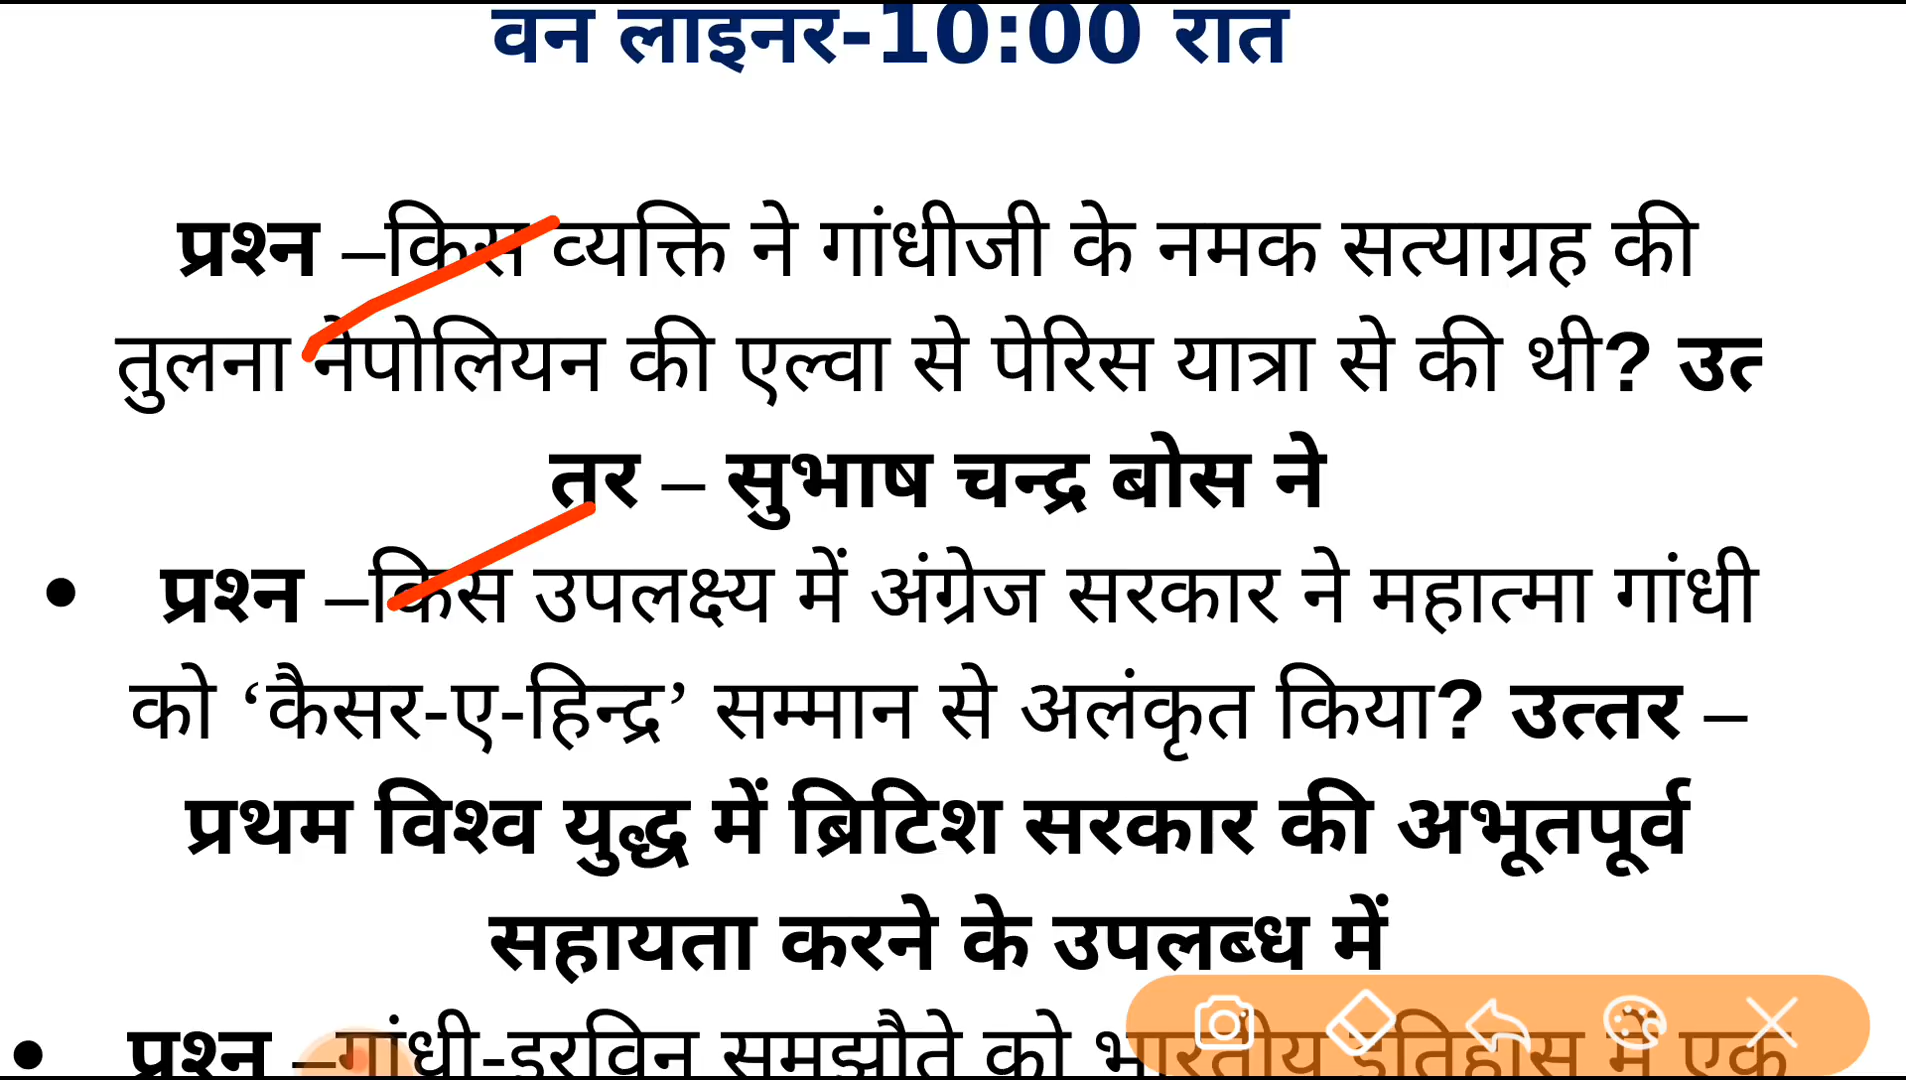 वन लाइनर-10:00 रात
प्रश्न –किस व्यक्ति ने गांधीजी के नमक सत्याग्रह की
तुलना नेपोलियन की एल्वा से पेरिस यात्रा से की थी? उत
तर – सुभाष चन्द्र बोस ने
• प्रश्न –किस उपलक्ष्य में अंग्रेज सरकार ने महात्मा गांधी
को ‘कैसर-ए-हिन्द्र’ सम्मान से अलंकृत किया? उत्तर –
प्रथम विश्व युद्ध में ब्रिटिश सरकार की अभूतपूर्व
सहायता करने के उपलब्ध में
• प्रश्न –गांधी-इरविन समझौते को भारतीय इतिहास में एक